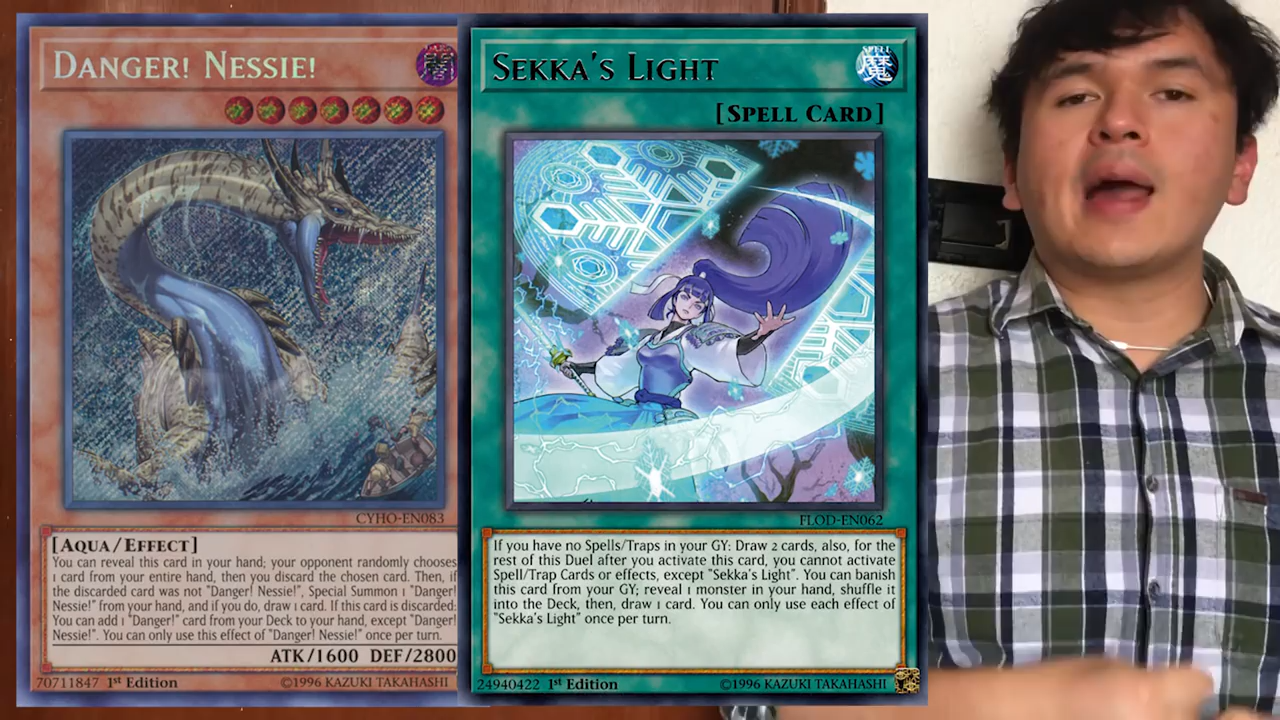 DANGER! NESSIE!
[AQUA/EFFECT]
CYHO-EN083
You can reveal this card in your hand; your opponent randomly chooses
1 card from your entire hand, then you discard the chosen card. Then, if
the discarded card was not "Danger! Nessie!", Special Summon 1 "Danger!
Nessie!" from your hand, and if you do, draw 1 card. If this card is discarded:
You can add 1 "Danger!" card from your Deck to your hand, except "Danger!
Nessie!". You can only use this effect of "Danger! Nessie!" once per turn.
ATK/1600 DEF/2800
70711847 1st Edition ©1996 KAZUKI TAKAHASHI
SEKKA'S LIGHT
SPELL
魔
[SPELL CARD]
FLOD-EN062
If you have no Spells/Traps in your GY: Draw 2 cards, also, for the
rest of this Duel after you activate this card, you cannot activate
Spell/Trap Cards or effects, except "Sekka's Light". You can banish
this card from your GY; reveal 1 monster in your hand, shuffle it
into the Deck, then, draw 1 card. You can only use each effect of
"Sekka's Light" once per turn.
24940422 1st Edition ©1996 KAZUKI TAKAHASHI